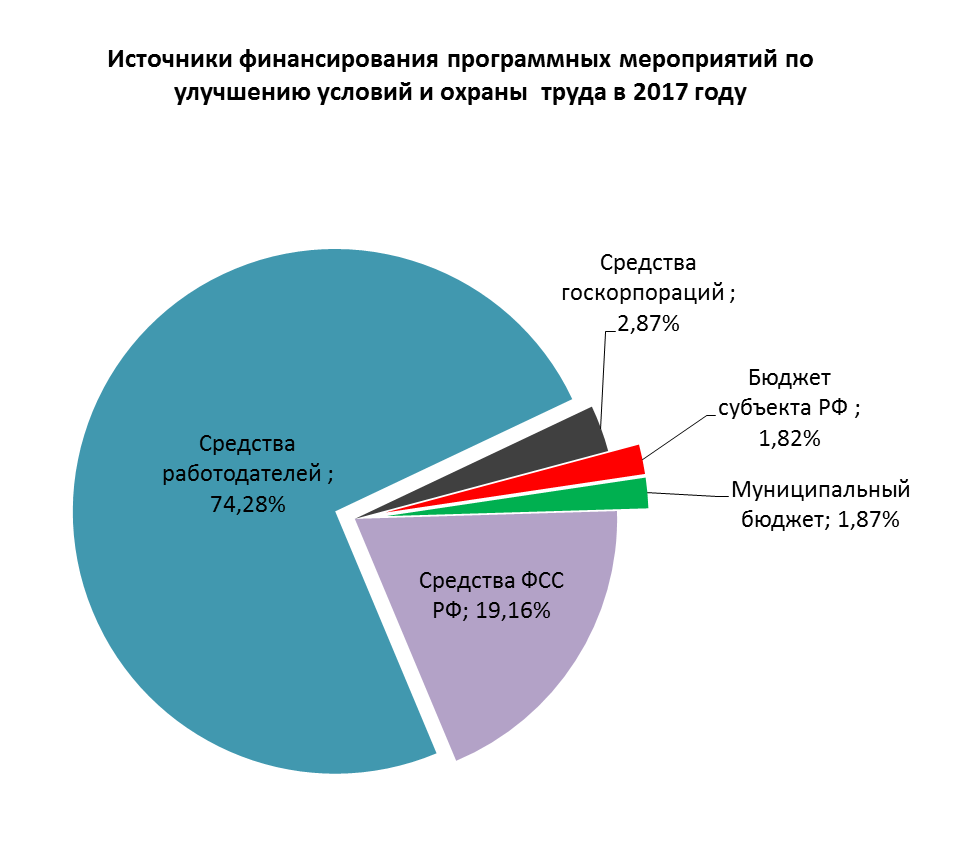 Источники финансирования программных мероприятий по
улучшению условий и охраны труда в 2017 году
Средства
госкорпораций ;
2,87%
Бюджет
субъекта РФ ;
1,82%
Средства
работодателей ;
74,28%
Муниципальный
бюджет; 1,87%
Средства ФСС
РФ; 19,16%